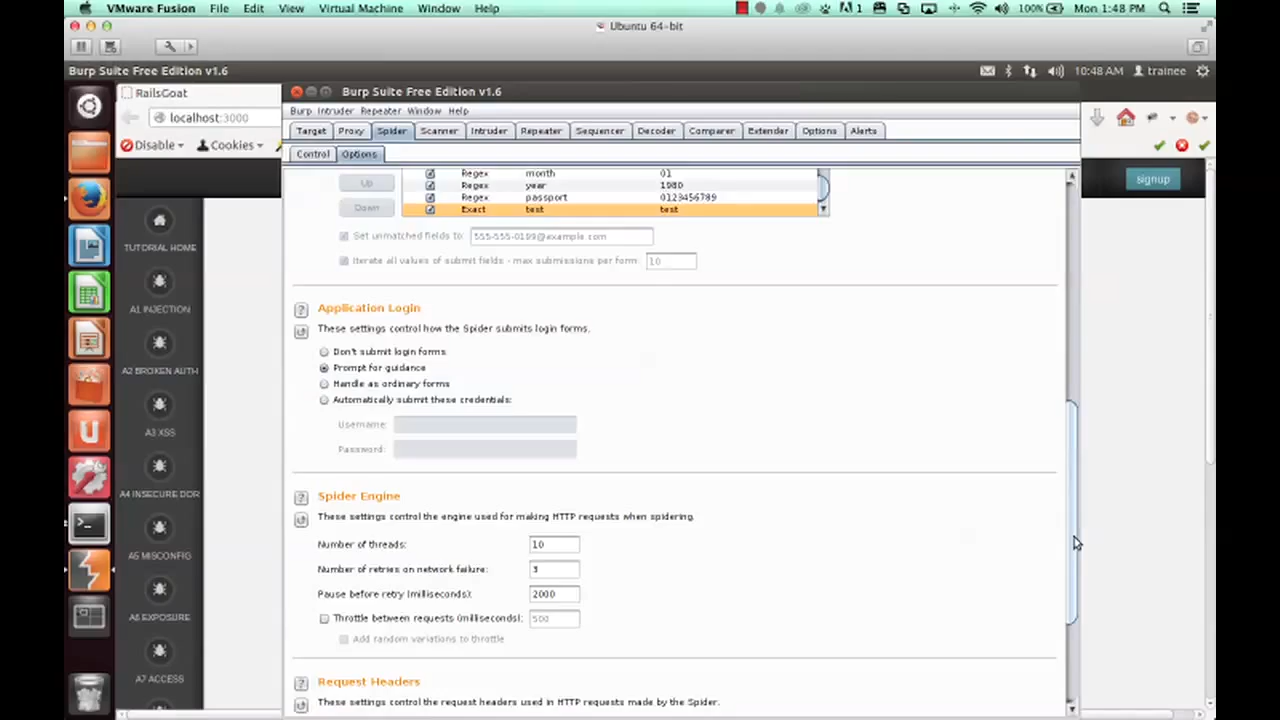 VMware Fusion File Edit View Virtual Machine Window Help 1 100% Mon 1:48 PM
Ubuntu 64-bit
Burp Suite Free Edition v1.6 10:48 AM trainee
RailsGoat
Burp Suite Free Edition v1.6
localhost:3000
Burp Intruder Repeater Window Help
Target Proxy Spider Scanner Intruder Repeater Sequencer Decoder Comparer Extender Options Alerts
Disable Cookies
Control Options
signup
Regex month 01
Regex year 1980
Regex passport 0123456789
Exact test test
Up
Down
Set unmatched fields to: 555-555-0199@example.com
Iterate all values of submit fields - max submissions per form: 10
Application Login
These settings control how the Spider submits login forms.
Don't submit login forms
Prompt for guidance
Handle as ordinary forms
Automatically submit these credentials:
Username:
Password:
Spider Engine
These settings control the engine used for making HTTP requests when spidering.
Number of threads: 10
Number of retries on network failure: 3
Pause before retry (milliseconds): 2000
Throttle between requests (milliseconds): 500
Add random variations to throttle
Request Headers
These settings control the request headers used in HTTP requests made by the Spider.
TUTORIAL HOME
A1 INJECTION
A2 BROKEN AUTH
A3 XSS
A4 INSECURE DOR
A5 MISCONFIG
A6 EXPOSURE
A7 ACCESS